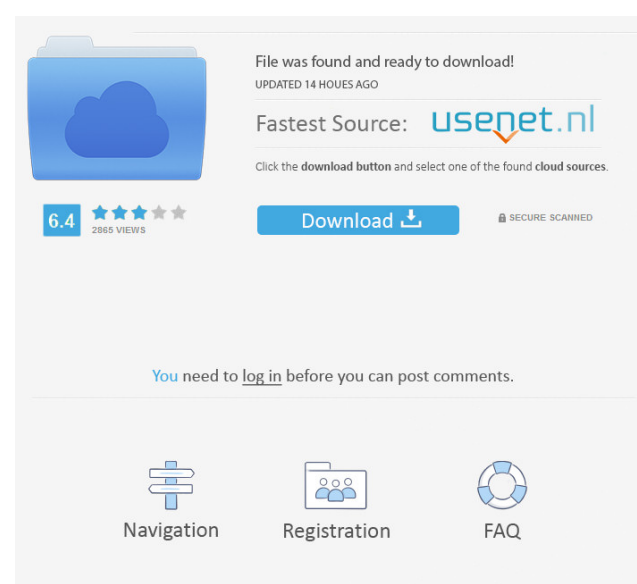 File was found and ready to download!
UPDATED 14 HOUES AGO
Fastest Source: usenet.nl
Click the download button and select one of the found cloud sources.
6.4
2865 VIEWS
Download
SECURE SCANNED
You need to log in before you can post comments.
Navigation
Registration
FAQ